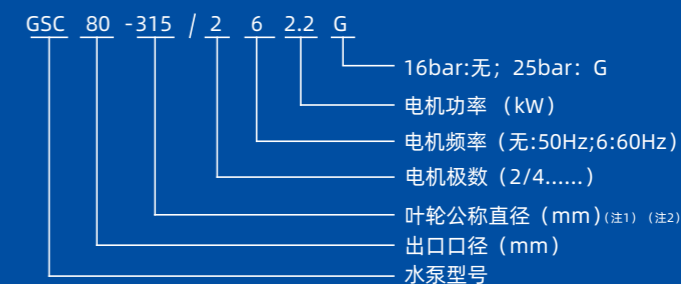 GSC 80 -315 / 2 6 2.2 G
16bar:无；25bar：G
电机功率 （kW）
电机频率（无:50Hz;6:60Hz）
电机极数（2/4......）
叶轮公称直径（mm）(注1) (注2)
出口口径（mm）
水泵型号